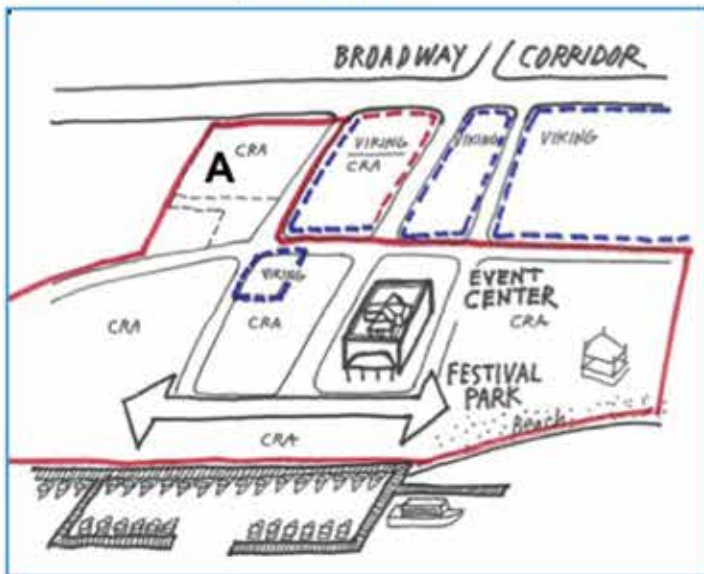 BROADWAY CORRIDOR
CRA
A
VIKING
CRA
VIKING
VIKING
VIKING
EVENT
CENTER
CRA
CRA
CRA
FESTIVAL
PARK
Beach
CRA